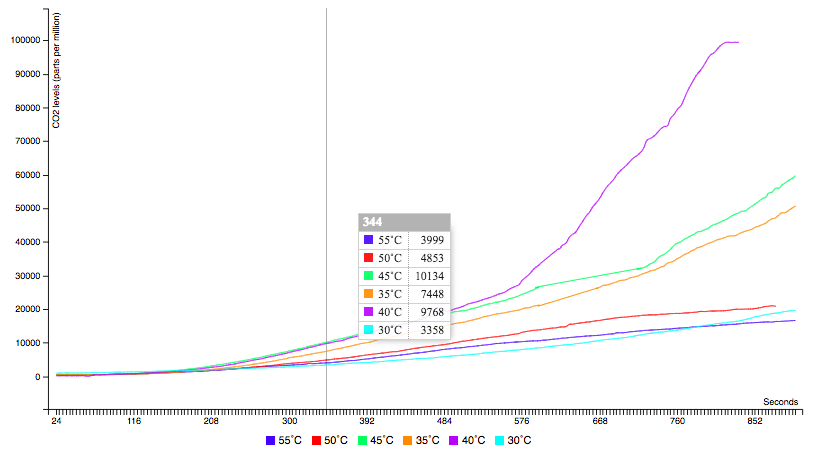 CO2 levels (parts per million)
100000
90000
80000
70000
60000
50000
40000
30000
20000
10000
0
344
55˚C 3999
50˚C 4853
45˚C 10134
35˚C 7448
40˚C 9768
30˚C 3358
Seconds
24 116 208 300 392 484 576 668 760 852
55˚C 50˚C 45˚C 35˚C 40˚C 30˚C